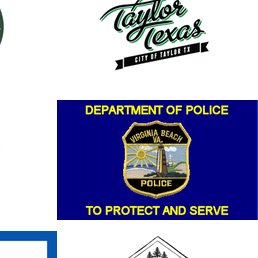 Taylor
Texas
CITY OF TAYLOR TX
DEPARTMENT OF POLICE
VIRGINIA BEACH
VA.
POLICE
TO PROTECT AND SERVE